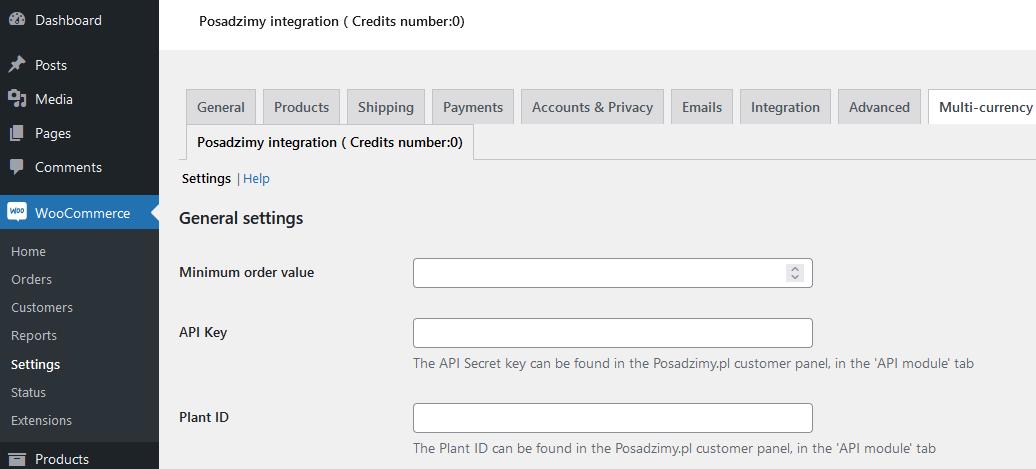 Dashboard
Posadzimy integration ( Credits number:0)
Posts
Media
Pages
Comments
WOO WooCommerce
Home
Orders
Customers
Reports
Settings
Status
Extensions
Products
General Products Shipping Payments Accounts & Privacy Emails Integration Advanced Multi-currency
Posadzimy integration ( Credits number:0)
Settings | Help
General settings
Minimum order value
API Key
The API Secret key can be found in the Posadzimy.pl customer panel, in the 'API module' tab
Plant ID
The Plant ID can be found in the Posadzimy.pl customer panel, in the 'API module' tab